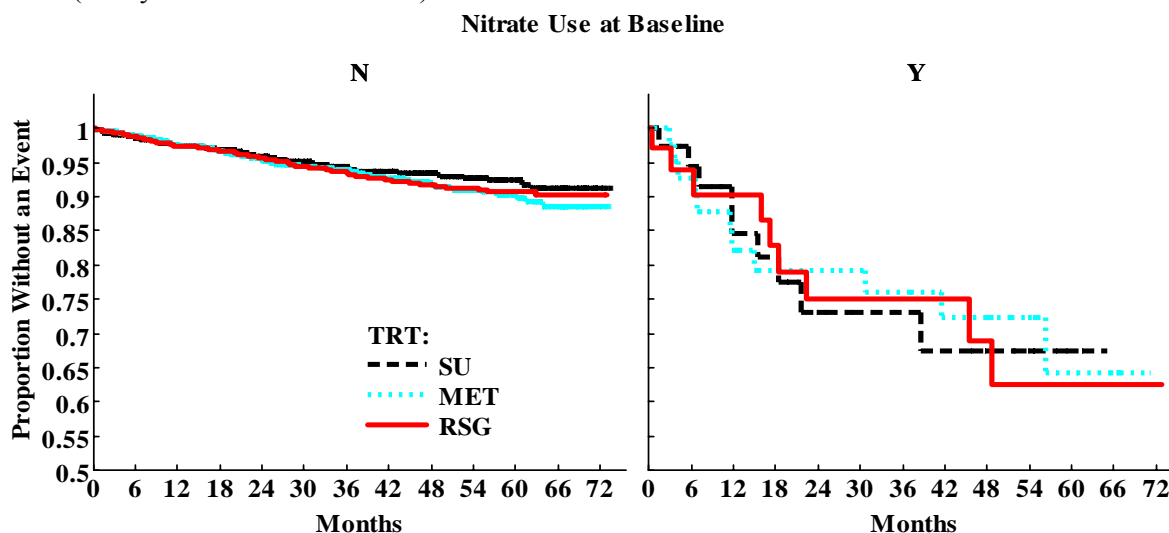 Nitrate Use at Baseline
N
Y
Proportion Without an Event
1
0.95
0.9
0.85
0.8
0.75
0.7
0.65
0.6
0.55
0.5
TRT:
SU
MET
RSG
0 6 12 18 24 30 36 42 48 54 60 66 72
0 6 12 18 24 30 36 42 48 54 60 66 72
Months
Months